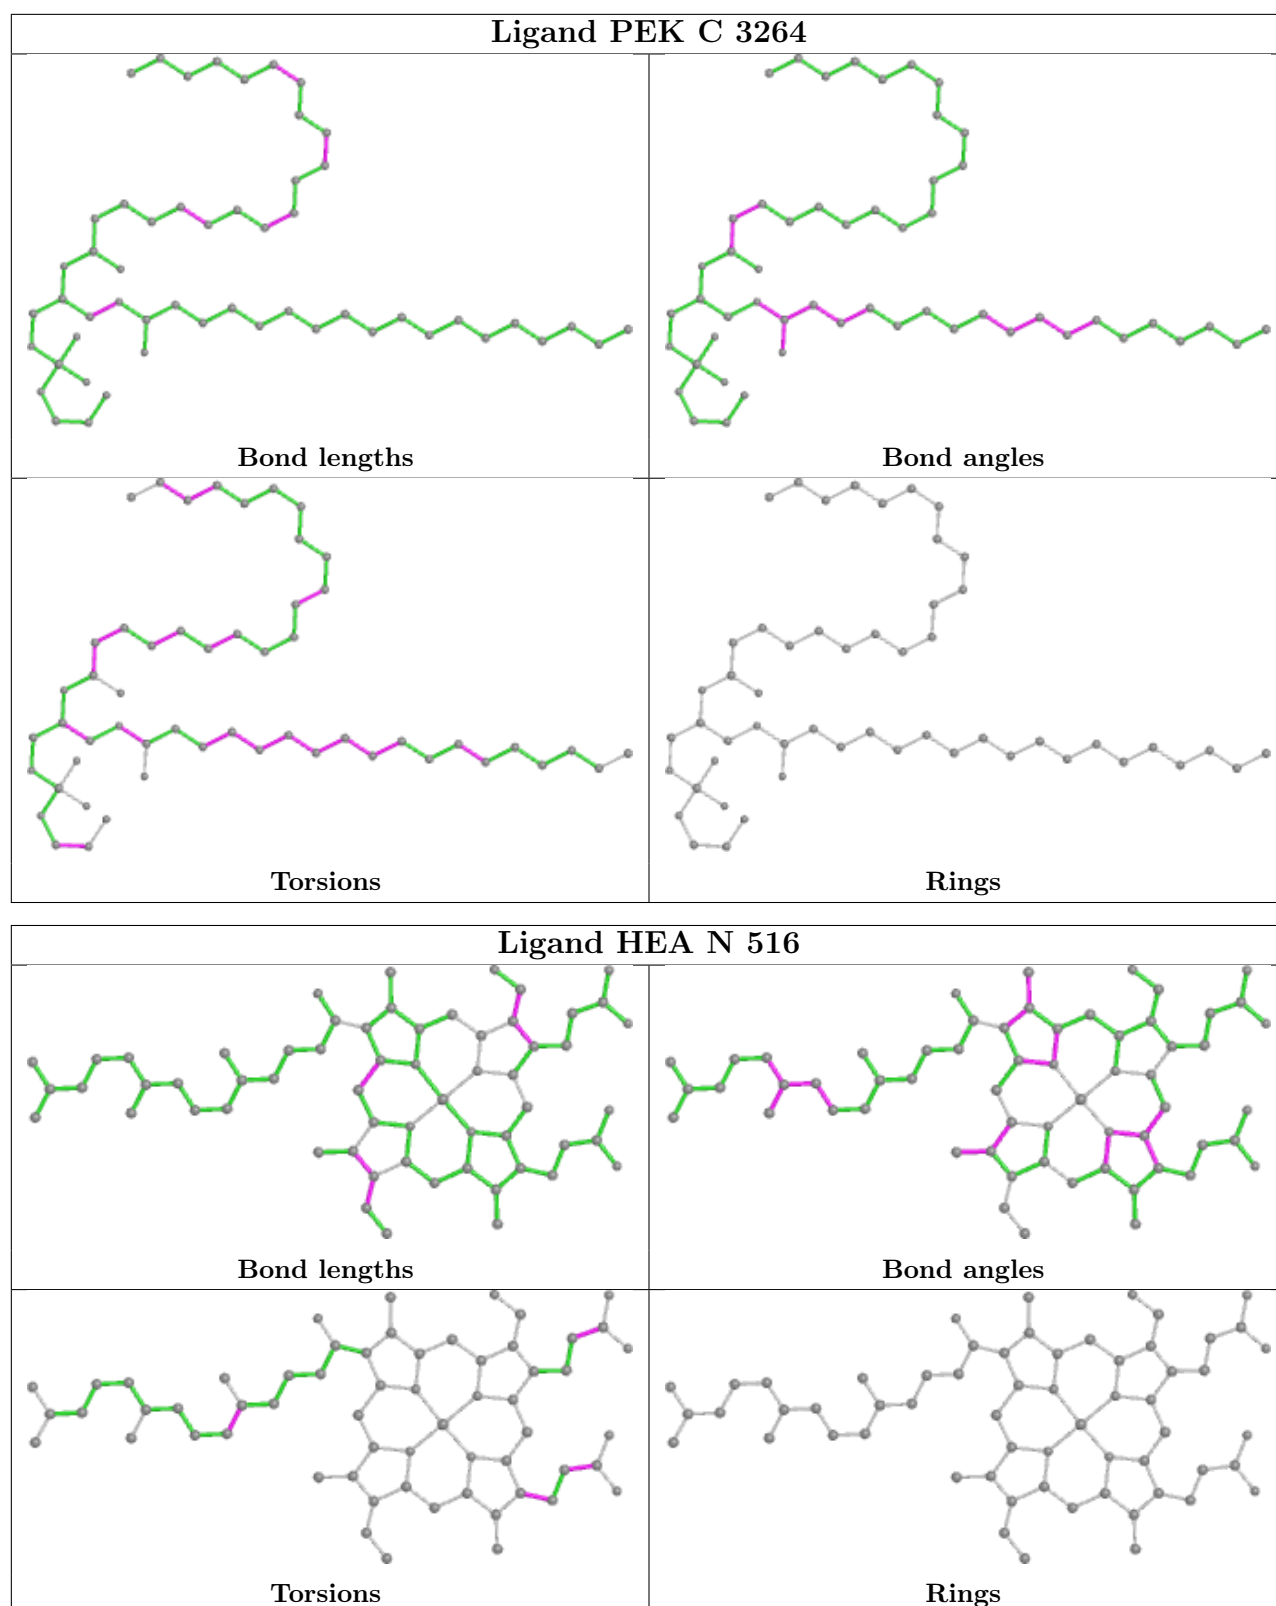 Ligand PEK C 3264
Bond lengths
Bond angles
Torsions
Rings
Ligand HEA N 516
Bond lengths
Bond angles
Torsions
Rings